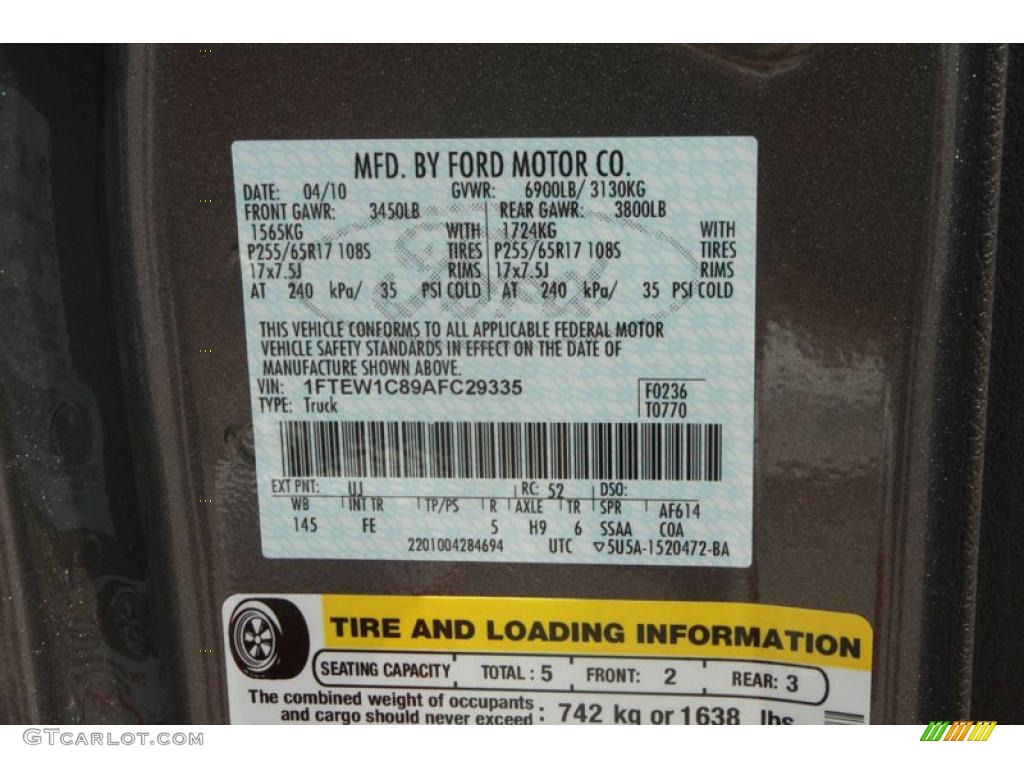 MFD. BY FORD MOTOR CO.
DATE: 04/10 GVWR: 6900LB/ 3130KG
FRONT GAWR: 3450LB REAR GAWR: 3800LB
1565KG WITH 1724KG WITH
P255/65R17 108S TIRES P255/65R17 108S TIRES
17x7.5J RIMS 17x7.5J RIMS
AT 240 kPa/ 35 PSI COLD AT 240 kPa/ 35 PSI COLD
THIS VEHICLE CONFORMS TO ALL APPLICABLE FEDERAL MOTOR
VEHICLE SAFETY STANDARDS IN EFFECT ON THE DATE OF
MANUFACTURE SHOWN ABOVE.
VIN: 1FTEW1C89AFC29335 F0236
TYPE: Truck T0770
EXT PNT: UJ RC: 52 DSO:
WB INT TR TP/PS R AXLE TR SPR AF614
145 FE 5 H9 6 SSAA COA
2201004284694 UTC ▽5U5A-1520472-BA
TIRE AND LOADING INFORMATION
SEATING CAPACITY TOTAL: 5 FRONT: 2 REAR: 3
The combined weight of occupants
and cargo should never exceed : 742 kg or 1638 lbs
GTCARLOT.COM